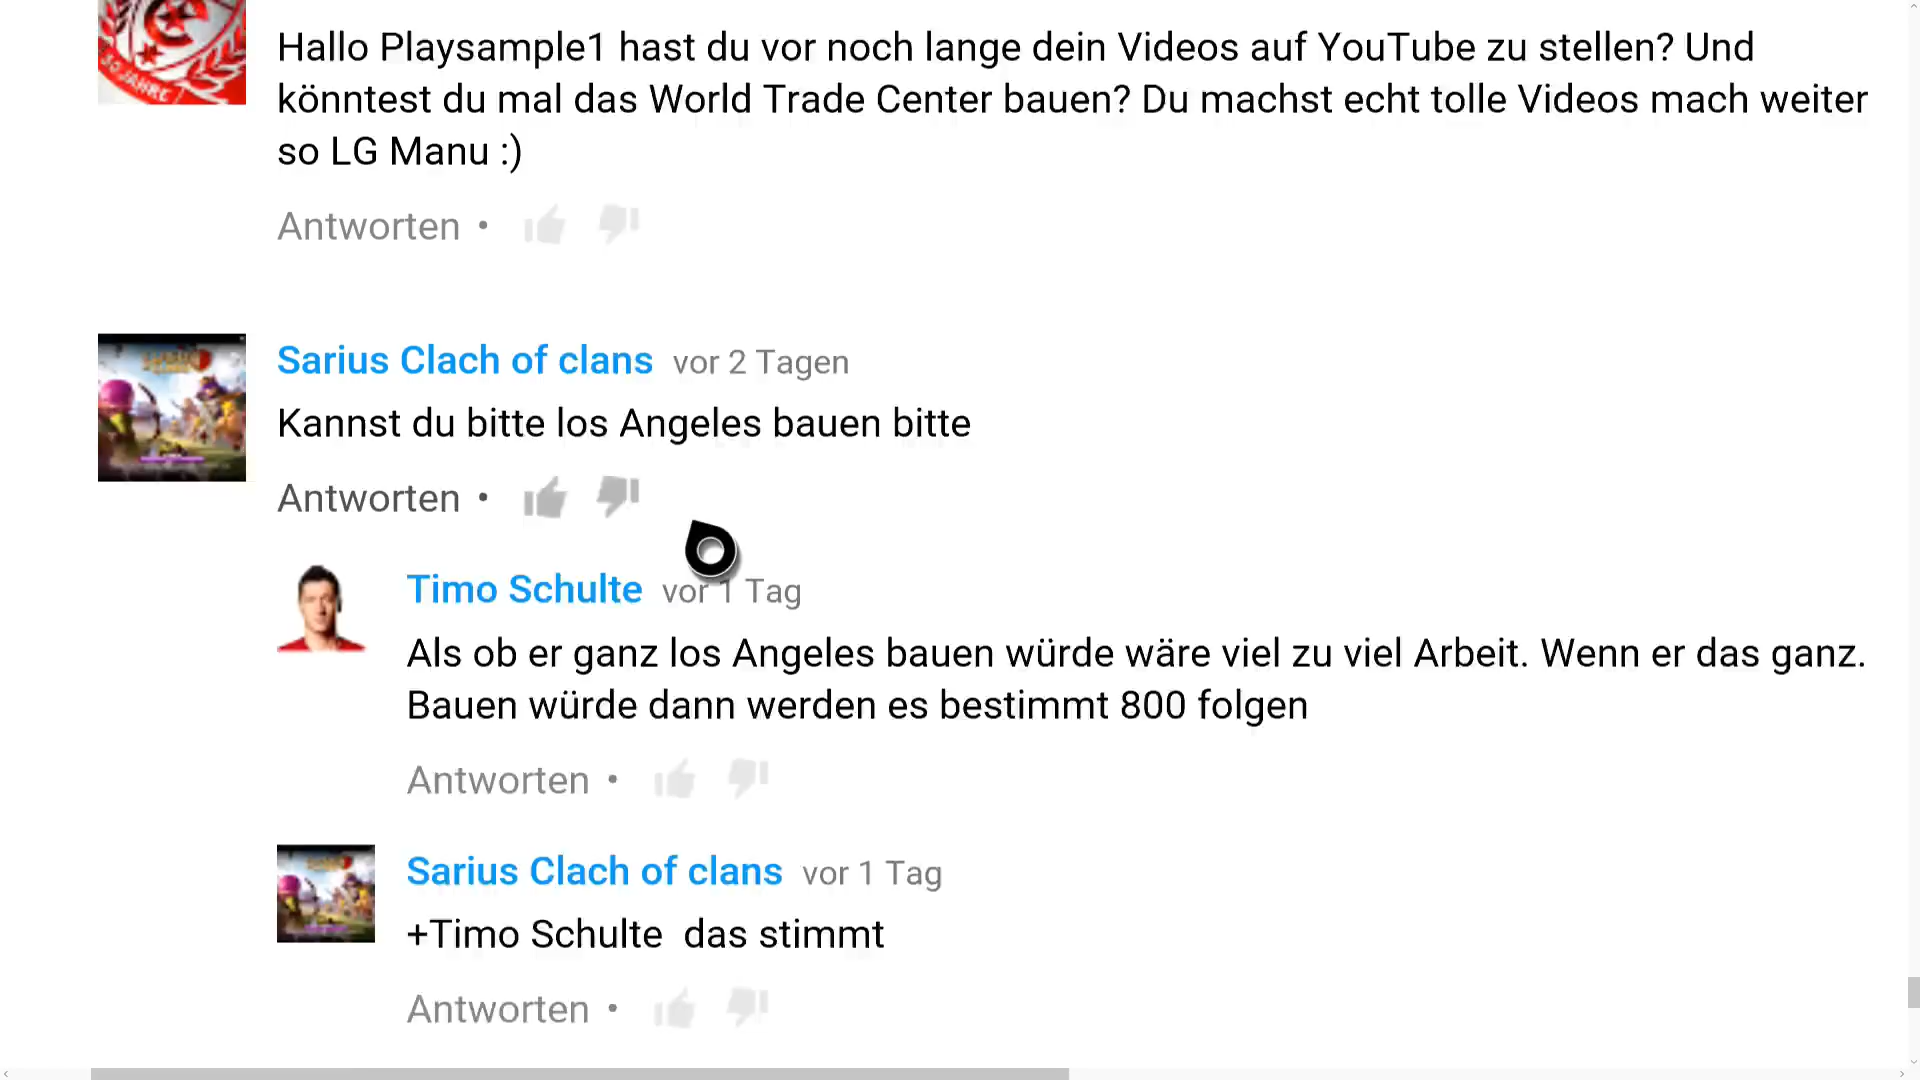 Hallo Playsample1 hast du vor noch lange dein Videos auf YouTube zu stellen? Und
könntest du mal das World Trade Center bauen? Du machst echt tolle Videos mach weiter
so LG Manu :)
Antworten •
Sarius Clach of clans vor 2 Tagen
Kannst du bitte los Angeles bauen bitte
Antworten •
Timo Schulte vor 1 Tag
Als ob er ganz los Angeles bauen würde wäre viel zu viel Arbeit. Wenn er das ganz.
Bauen würde dann werden es bestimmt 800 folgen
Antworten •
Sarius Clach of clans vor 1 Tag
+Timo Schulte das stimmt
Antworten •